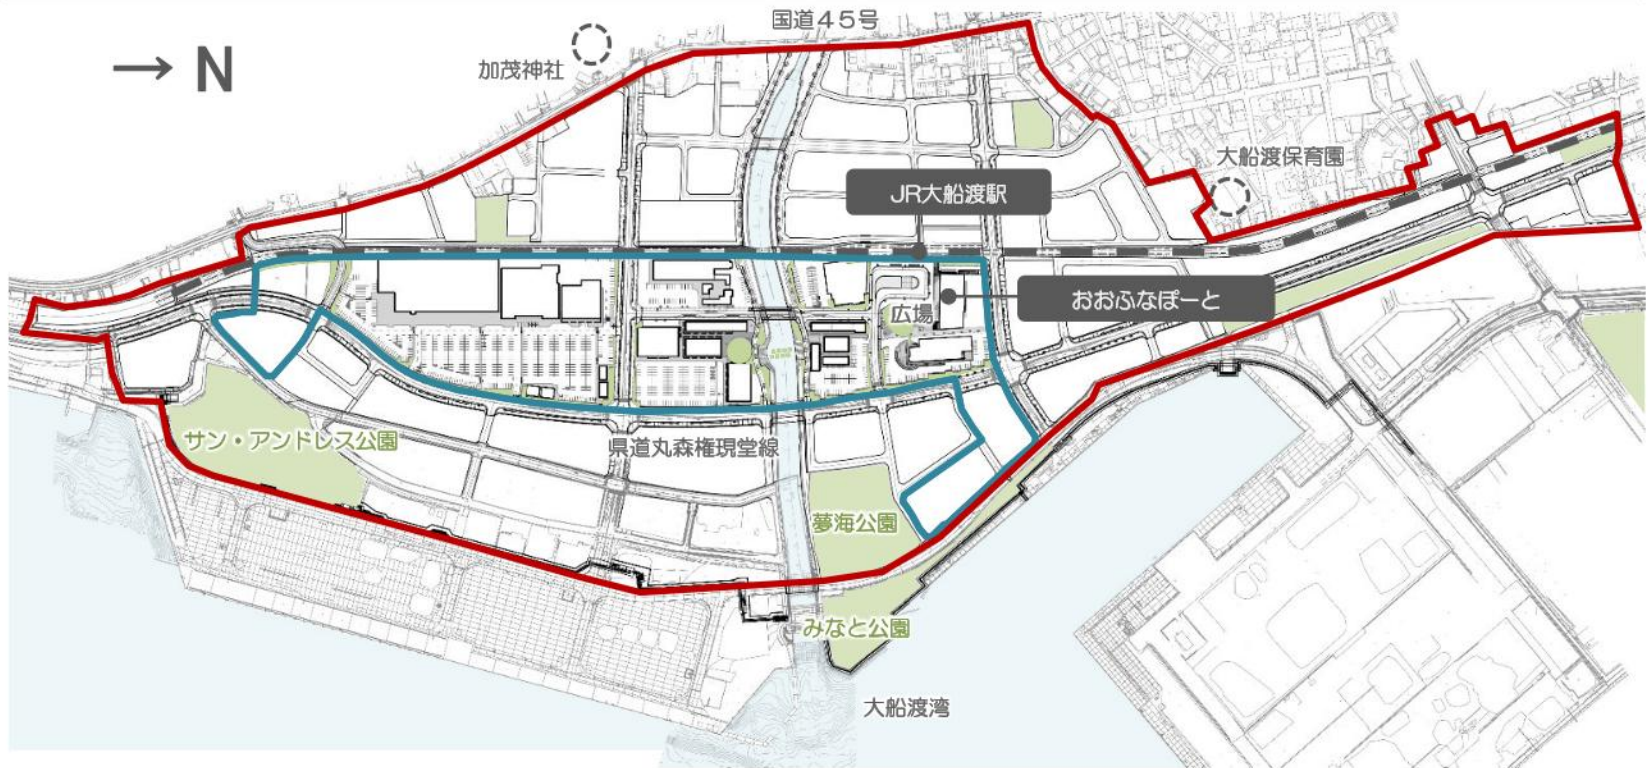 国道45号
→ N
加茂神社
大船渡保育園
JR大船渡駅
おおふなぽーと
広場
サン・アンドレス公園
県道丸森権現堂線
夢海公園
みなと公園
大船渡湾